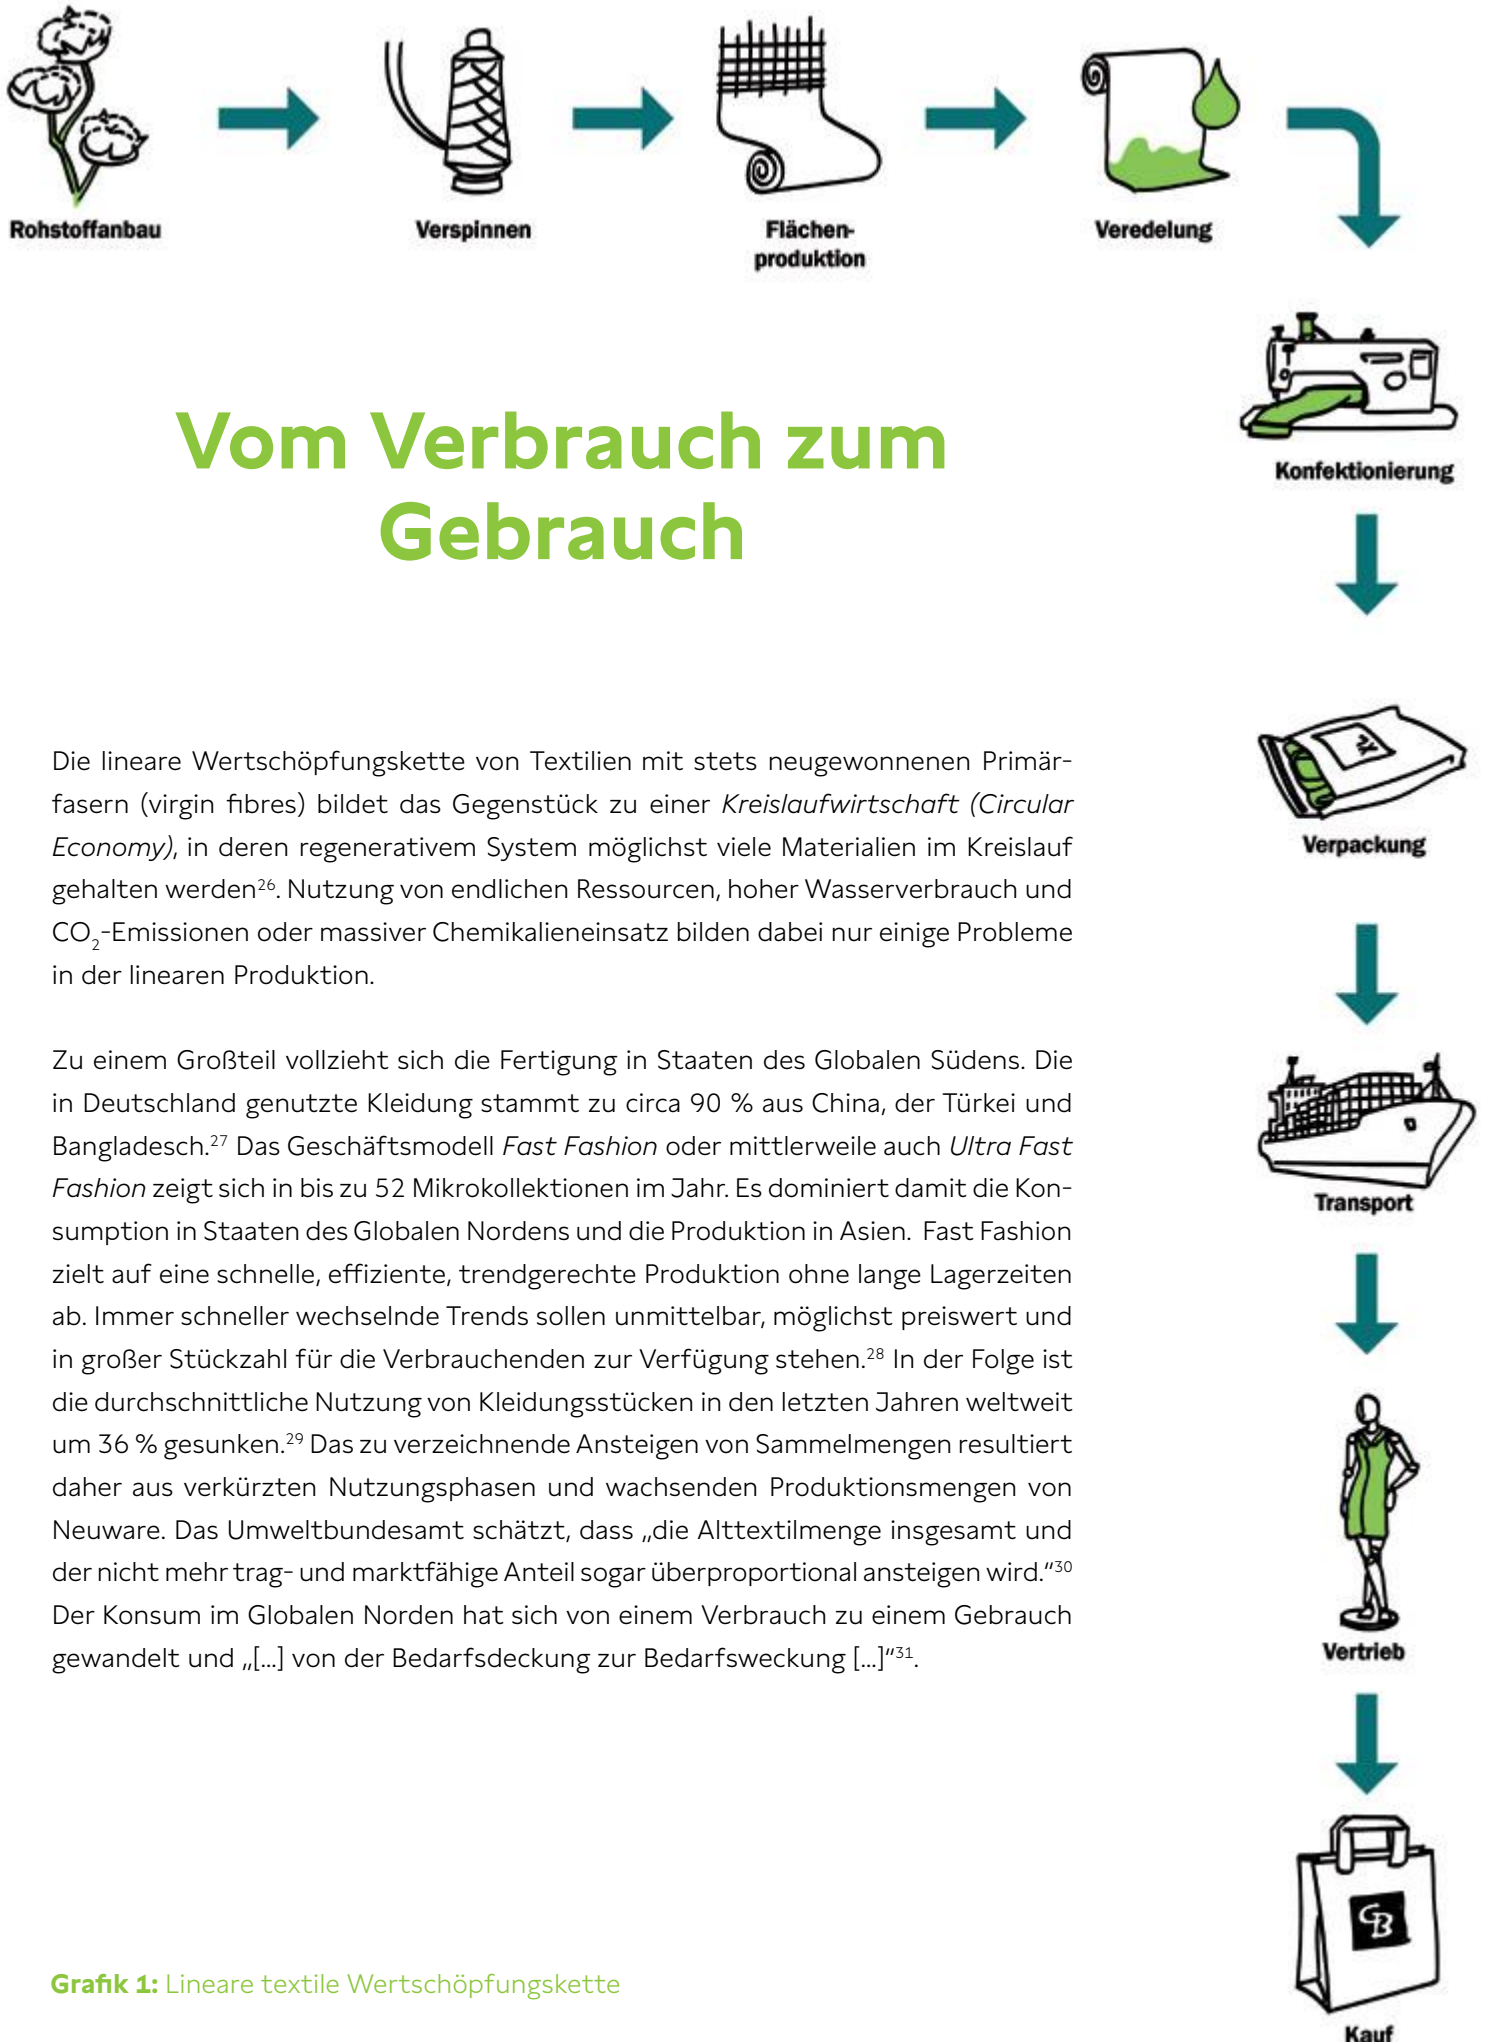 Rohstoffanbau
Verspinnen
Flächen-
produktion
Veredelung
Konfektionierung
Verpackung
Transport
Vertrieb
GB
Kauf
Vom Verbrauch zum
Gebrauch
Die lineare Wertschöpfungskette von Textilien mit stets neugewonnenen Primär-
fasern (virgin fibres) bildet das Gegenstück zu einer Kreislaufwirtschaft (Circular
Economy), in deren regenerativem System möglichst viele Materialien im Kreislauf
gehalten werden²⁶. Nutzung von endlichen Ressourcen, hoher Wasserverbrauch und
CO₂-Emissionen oder massiver Chemikalieneinsatz bilden dabei nur einige Probleme
in der linearen Produktion.
Zu einem Großteil vollzieht sich die Fertigung in Staaten des Globalen Südens. Die
in Deutschland genutzte Kleidung stammt zu circa 90 % aus China, der Türkei und
Bangladesch.²⁷ Das Geschäftsmodell Fast Fashion oder mittlerweile auch Ultra Fast
Fashion zeigt sich in bis zu 52 Mikrokollektionen im Jahr. Es dominiert damit die Kon-
sumption in Staaten des Globalen Nordens und die Produktion in Asien. Fast Fashion
zielt auf eine schnelle, effiziente, trendgerechte Produktion ohne lange Lagerzeiten
ab. Immer schneller wechselnde Trends sollen unmittelbar, möglichst preiswert und
in großer Stückzahl für die Verbrauchenden zur Verfügung stehen.²⁸ In der Folge ist
die durchschnittliche Nutzung von Kleidungsstücken in den letzten Jahren weltweit
um 36 % gesunken.²⁹ Das zu verzeichnende Ansteigen von Sammelmengen resultiert
daher aus verkürzten Nutzungsphasen und wachsenden Produktionsmengen von
Neuware. Das Umweltbundesamt schätzt, dass „die Alttextilmenge insgesamt und
der nicht mehr trag- und marktfähige Anteil sogar überproportional ansteigen wird."³⁰
Der Konsum im Globalen Norden hat sich von einem Verbrauch zu einem Gebrauch
gewandelt und „[...] von der Bedarfsdeckung zur Bedarfsweckung [...]"³¹.
Grafik 1: Lineare textile Wertschöpfungskette